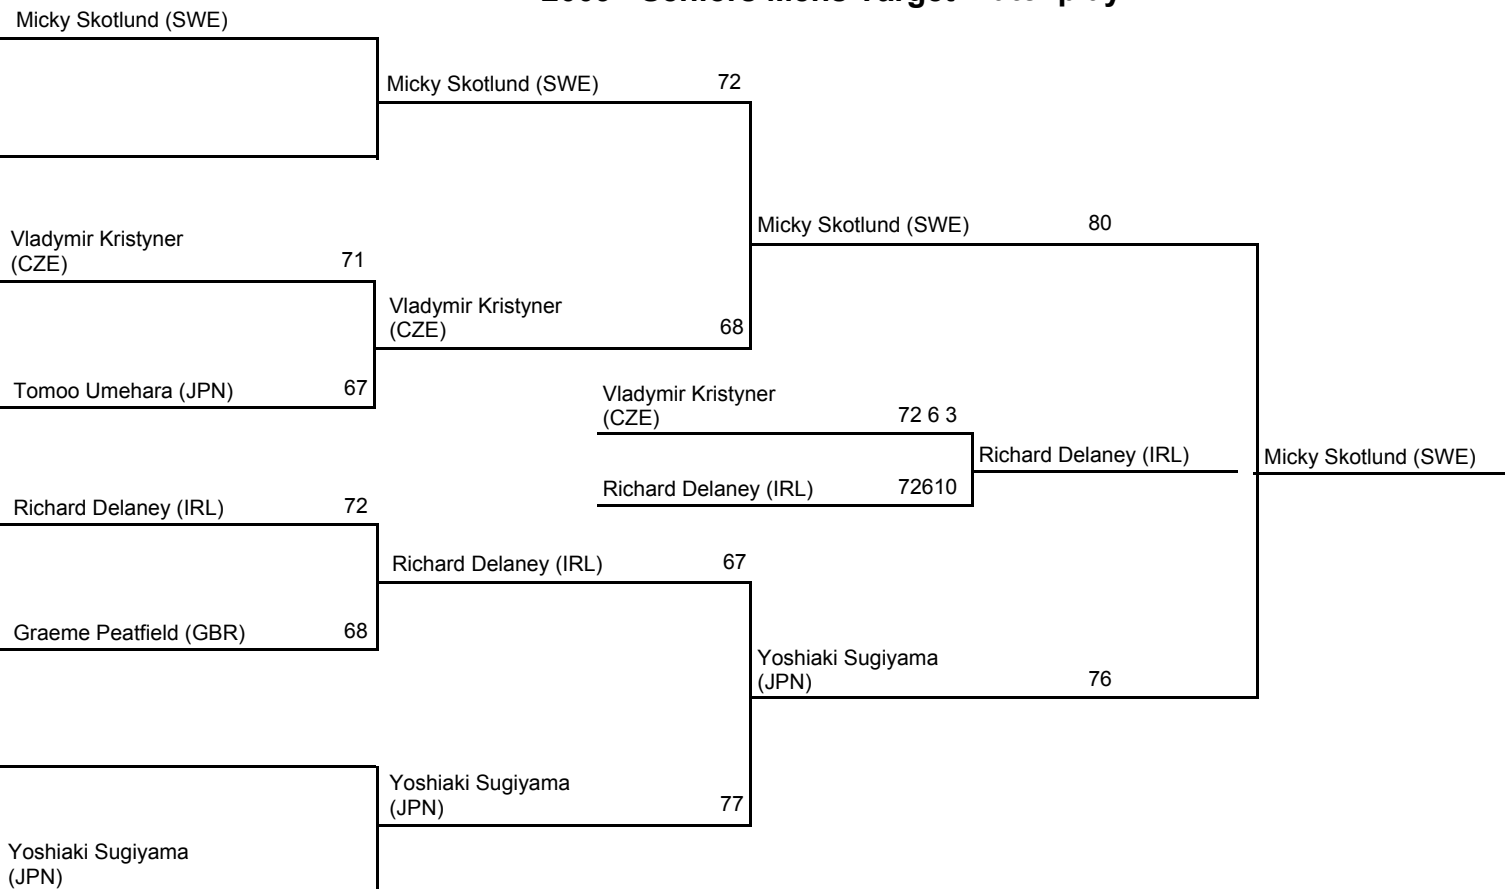 Micky Skotlund (SWE)
Micky Skotlund (SWE) 72
Micky Skotlund (SWE) 80
Vladymir Kristyner
(CZE) 71
Vladymir Kristyner
(CZE) 68
Tomoo Umehara (JPN) 67
Vladymir Kristyner
(CZE) 72 6 3
Richard Delaney (IRL)
Micky Skotlund (SWE)
Richard Delaney (IRL) 72610
Richard Delaney (IRL) 72
Richard Delaney (IRL) 67
Graeme Peatfield (GBR) 68
Yoshiaki Sugiyama
(JPN) 76
Yoshiaki Sugiyama
(JPN) 77
Yoshiaki Sugiyama
(JPN)